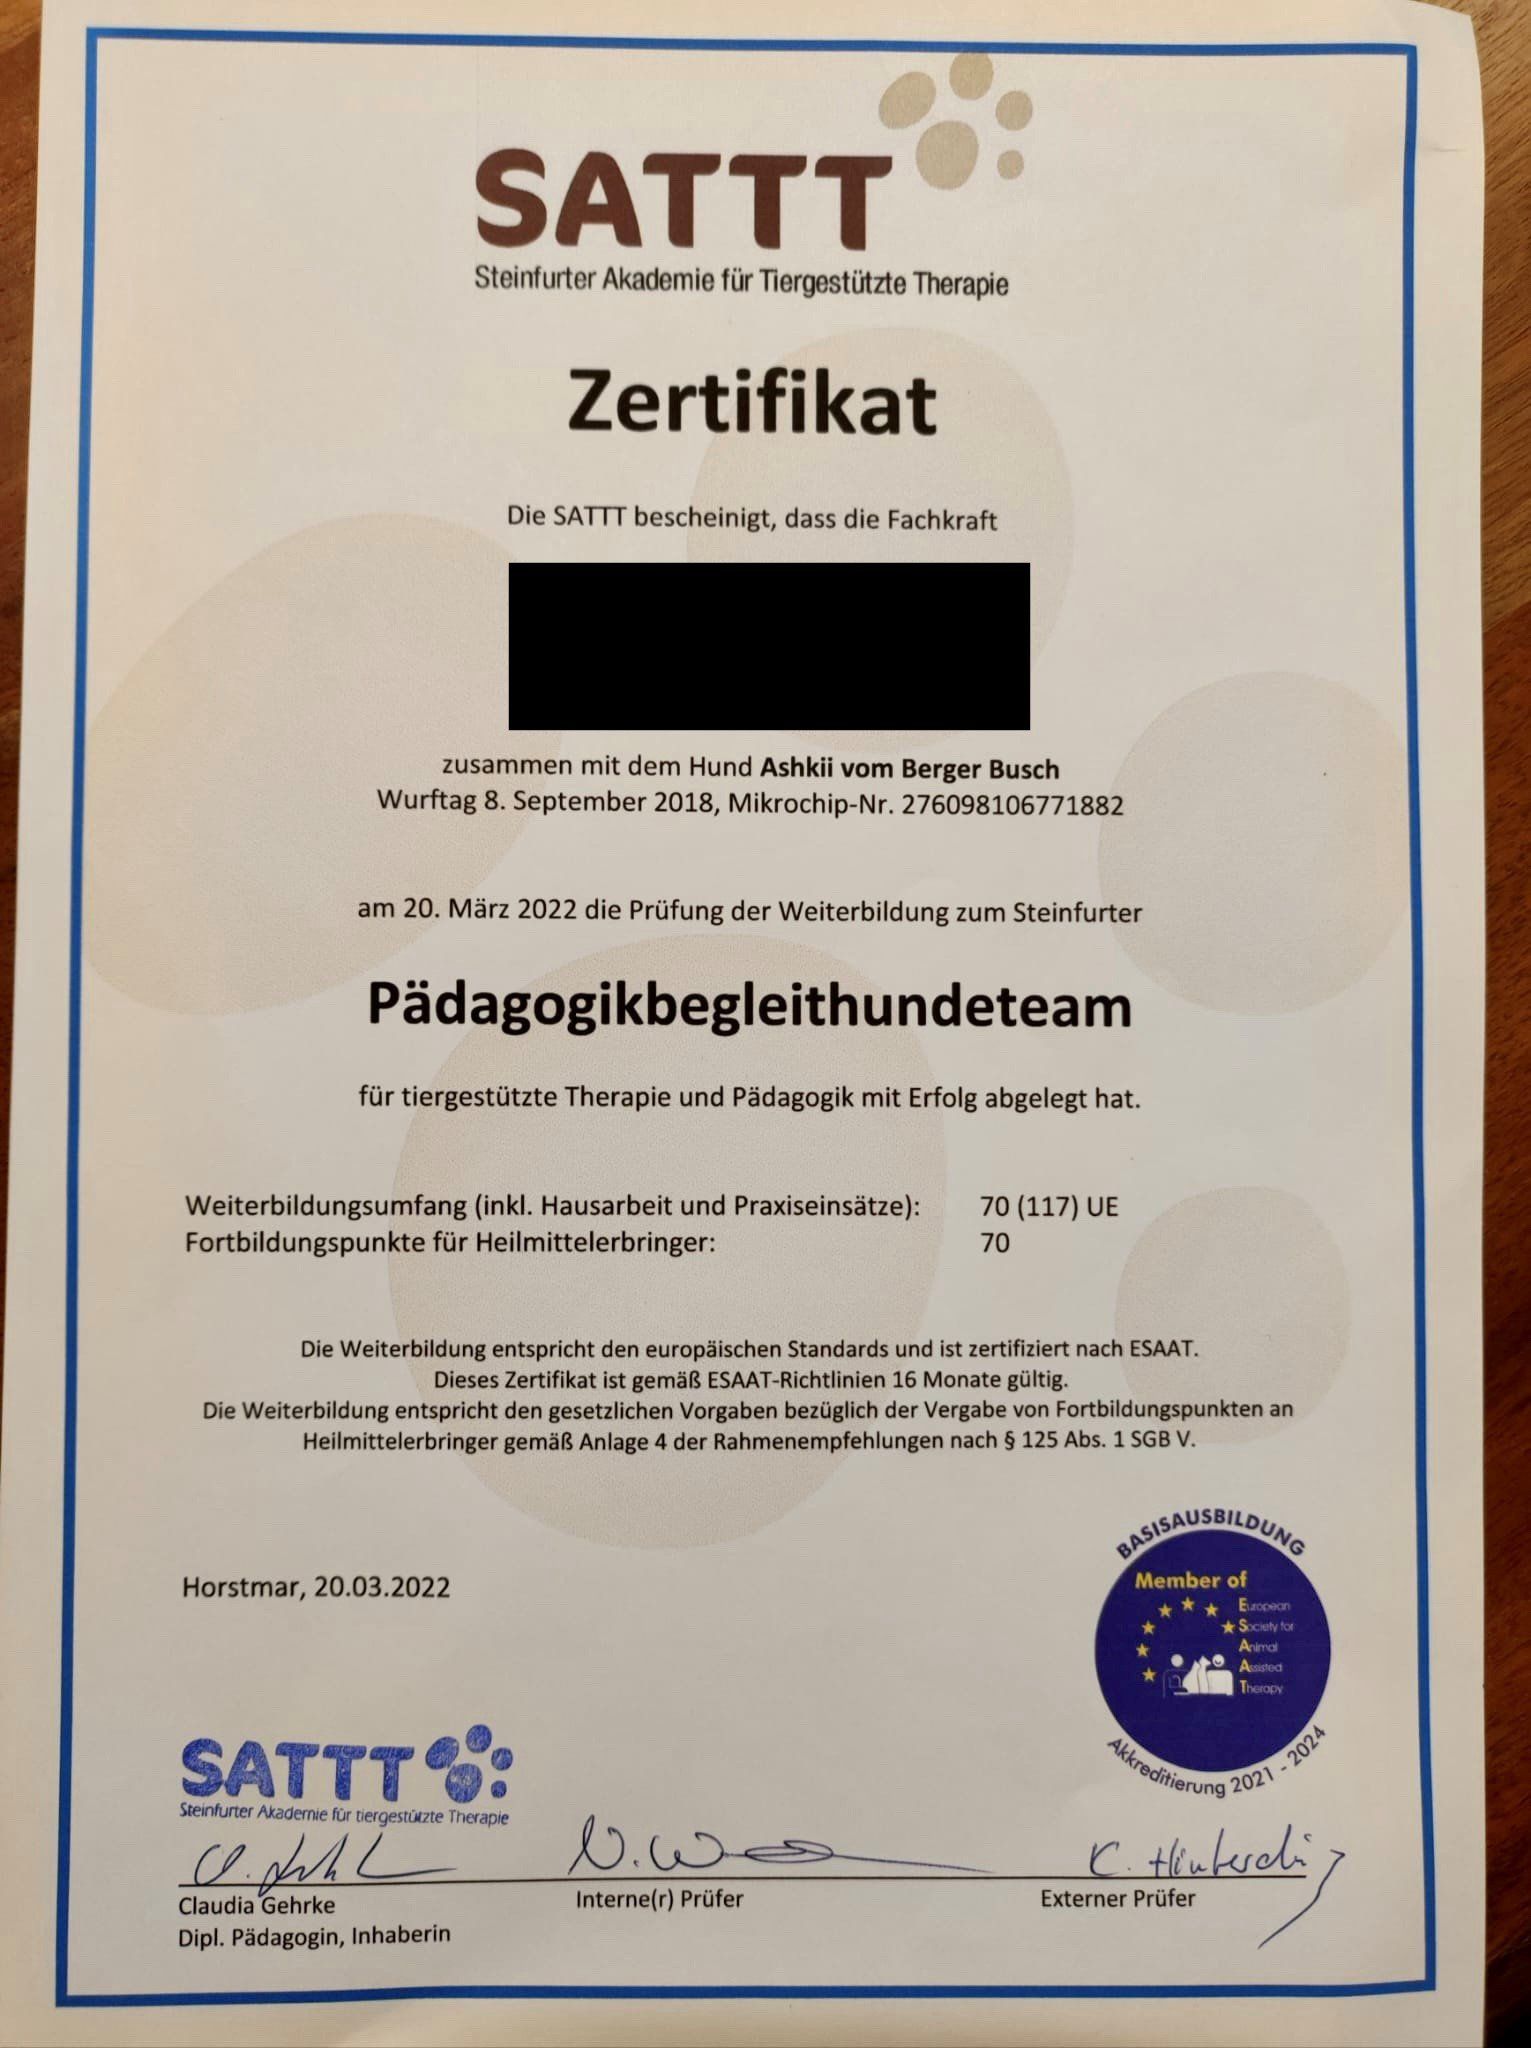 SATTT
Steinfurter Akademie für Tiergestützte Therapie
Zertifikat
Die SATTT bescheinigt, dass die Fachkraft
zusammen mit dem Hund Ashkii vom Berger Busch
Wurftag 8. September 2018, Mikrochip-Nr. 276098106771882
am 20. März 2022 die Prüfung der Weiterbildung zum Steinfurter
Pädagogikbegleithundeteam
für tiergestützte Therapie und Pädagogik mit Erfolg abgelegt hat.
Weiterbildungsumfang (inkl. Hausarbeit und Praxiseinsätze): 70 (117) UE
Fortbildungspunkte für Heilmittelerbringer: 70
Die Weiterbildung entspricht den europäischen Standards und ist zertifiziert nach ESAAT.
Dieses Zertifikat ist gemäß ESAAT-Richtlinien 16 Monate gültig.
Die Weiterbildung entspricht den gesetzlichen Vorgaben bezüglich der Vergabe von Fortbildungspunkten an
Heilmittelerbringer gemäß Anlage 4 der Rahmenempfehlungen nach § 125 Abs. 1 SGB V.
BASISAUSBILDUNG
Member of
European
Society for
Animal
Assisted
Therapy
Akkreditierung 2021 - 2024
Horstmar, 20.03.2022
SATTT
Steinfurter Akademie für tiergestützte Therapie
Claudia Gehrke
Dipl. Pädagogin, Inhaberin
Interne(r) Prüfer
Externer Prüfer